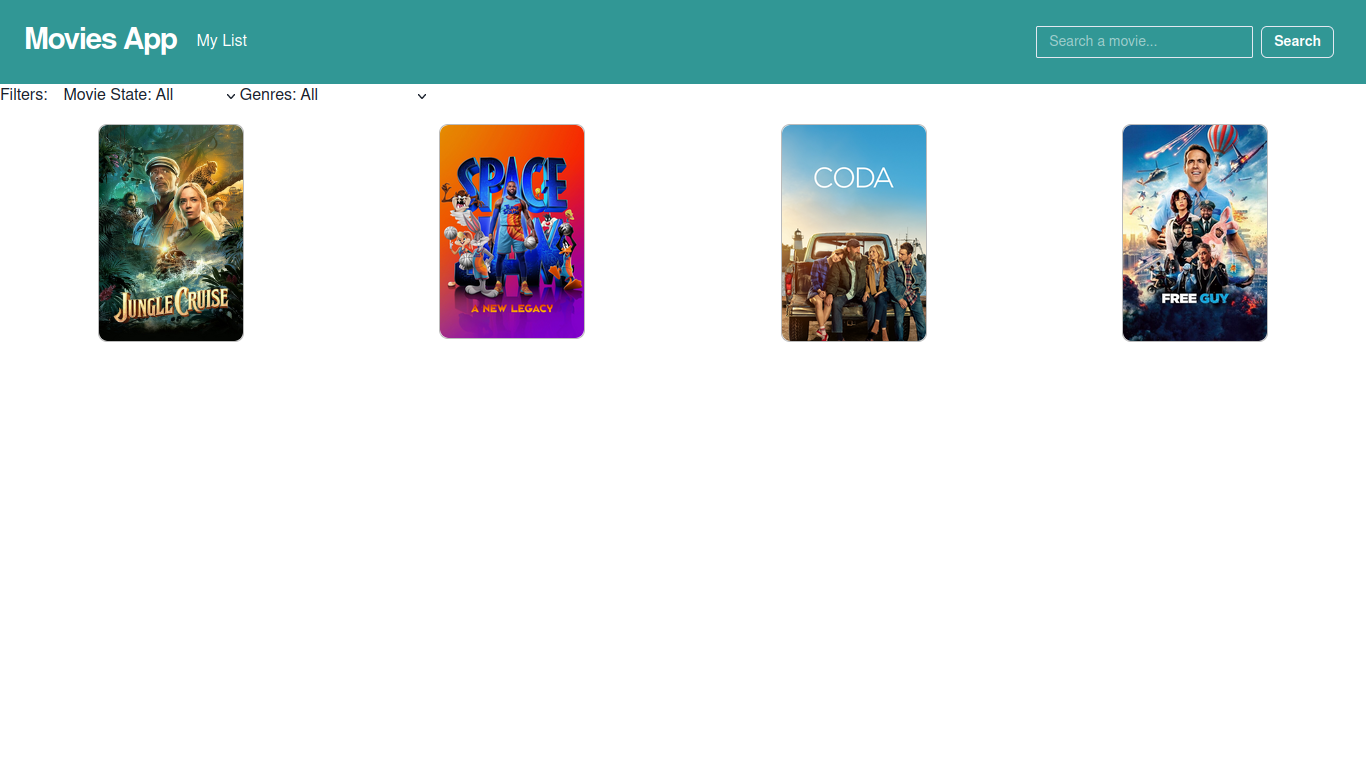 Movies App My List Search a movie... Search
Filters: Movie State: All Genres: All
JUNGLE CRUISE
SPACE
A NEW LEGACY
CODA
FREE GUY